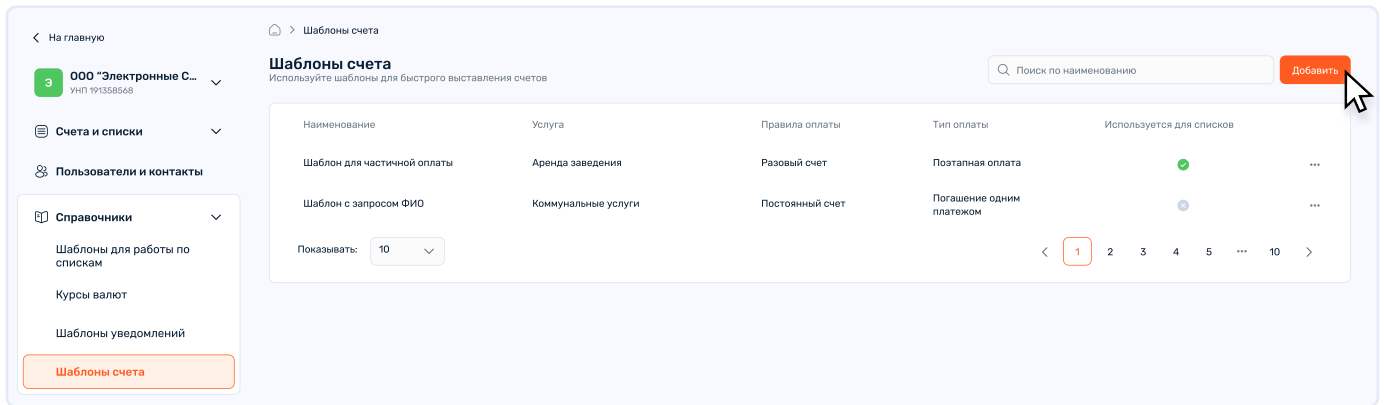 На главную
Шаблоны счета
Э
ООО "Электронные С...
УНП 191358568
Счета и списки
Пользователи и контакты
Справочники
Шаблоны для работы по
спискам
Курсы валют
Шаблоны уведомлений
Шаблоны счета
Шаблоны счета
Используйте шаблоны для быстрого выставления счетов
Поиск по наименованию
Добавить
Наименование Услуга Правила оплаты Тип оплаты Используется для списков
Шаблон для частичной оплаты Аренда заведения Разовый счет Поэтапная оплата
Шаблон с запросом ФИО Коммунальные услуги Постоянный счет Погашение одним
платежом
Показывать: 10
1 2 3 4 5 ... 10